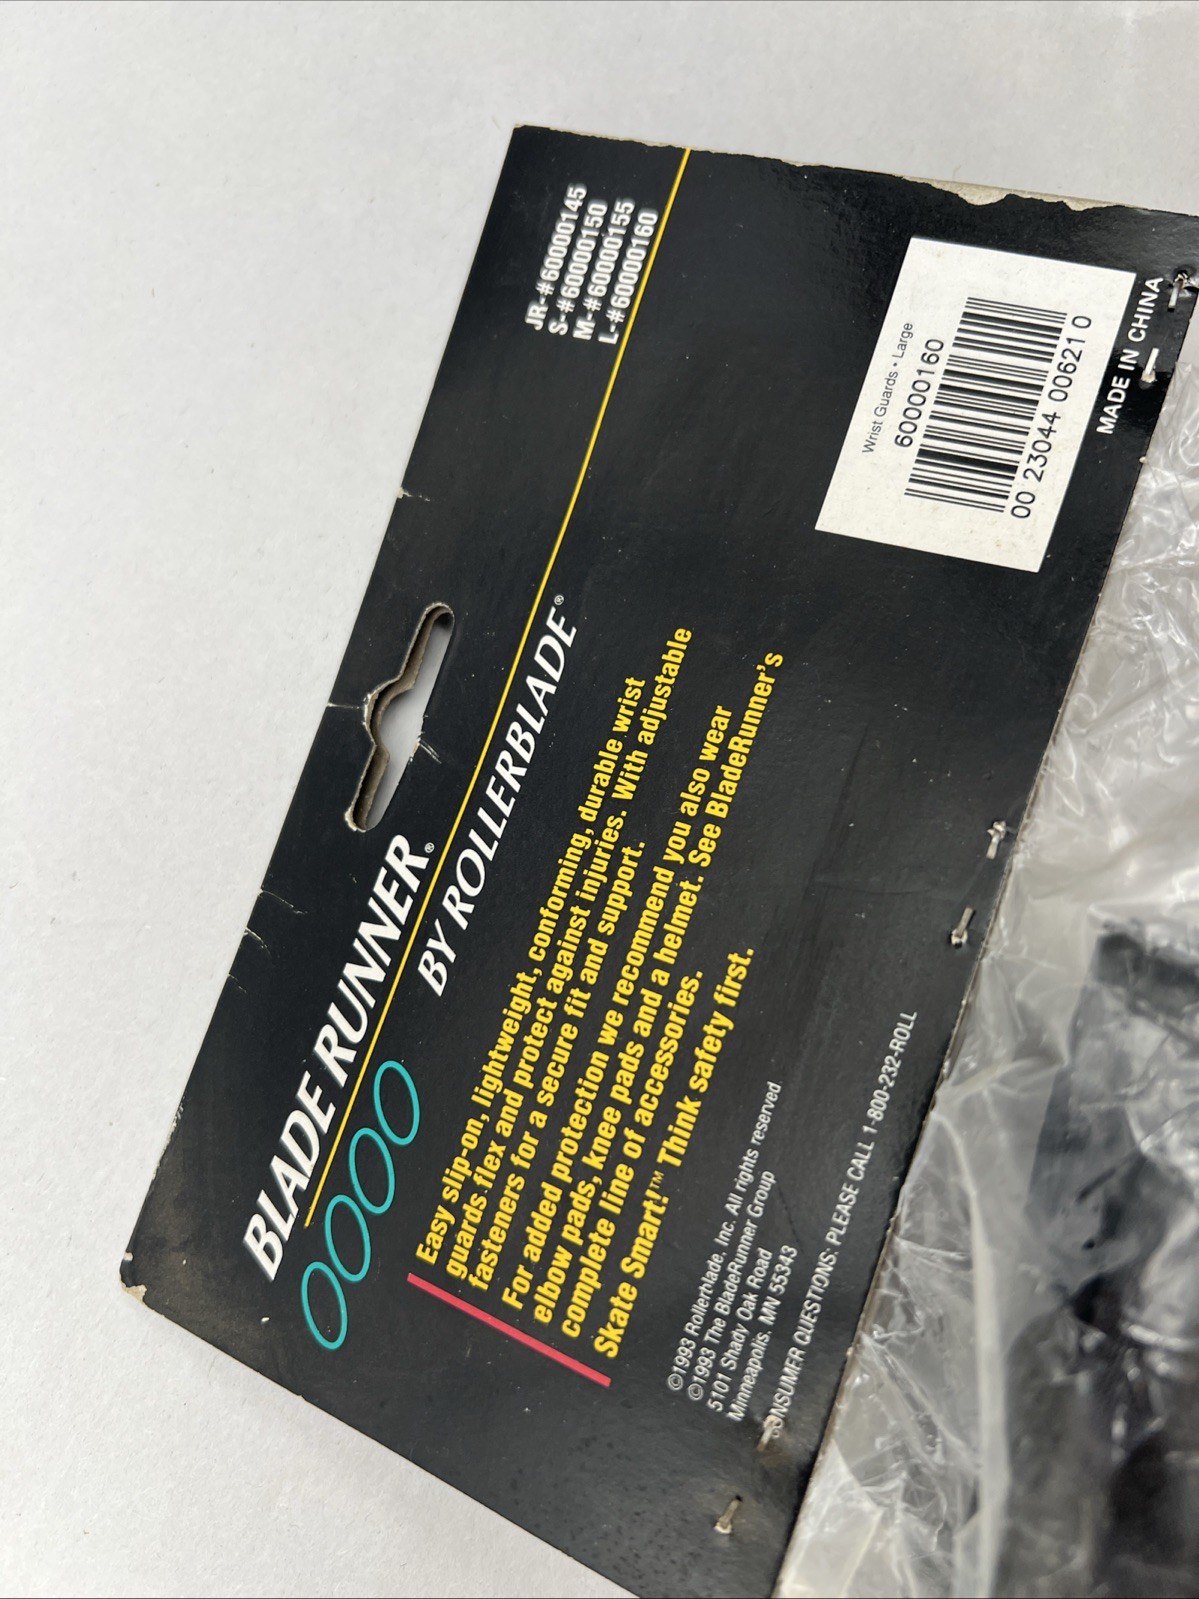 BLADE RUNNER®
BY ROLLERBLADE®
JR-#60000145
S-#60000150
M-#60000155
L-#60000160
Easy slip-on, lightweight, conforming, durable wrist
guards flex and protect against injuries. With adjustable
fasteners for a secure fit and support.
For added protection we recommend you also wear
elbow pads, knee pads and a helmet. See BladeRunner's
complete line of accessories.
Skate Smart!™ Think safety first.
©1993 Rollerblade, Inc. All rights reserved
©1993 The BladeRunner Group
5101 Shady Oak Road
Minneapolis, MN 55343
CONSUMER QUESTIONS: PLEASE CALL 1-800-232-ROLL
Wrist Guards • Large
60000160
00 23044 00621 0
MADE IN CHINA